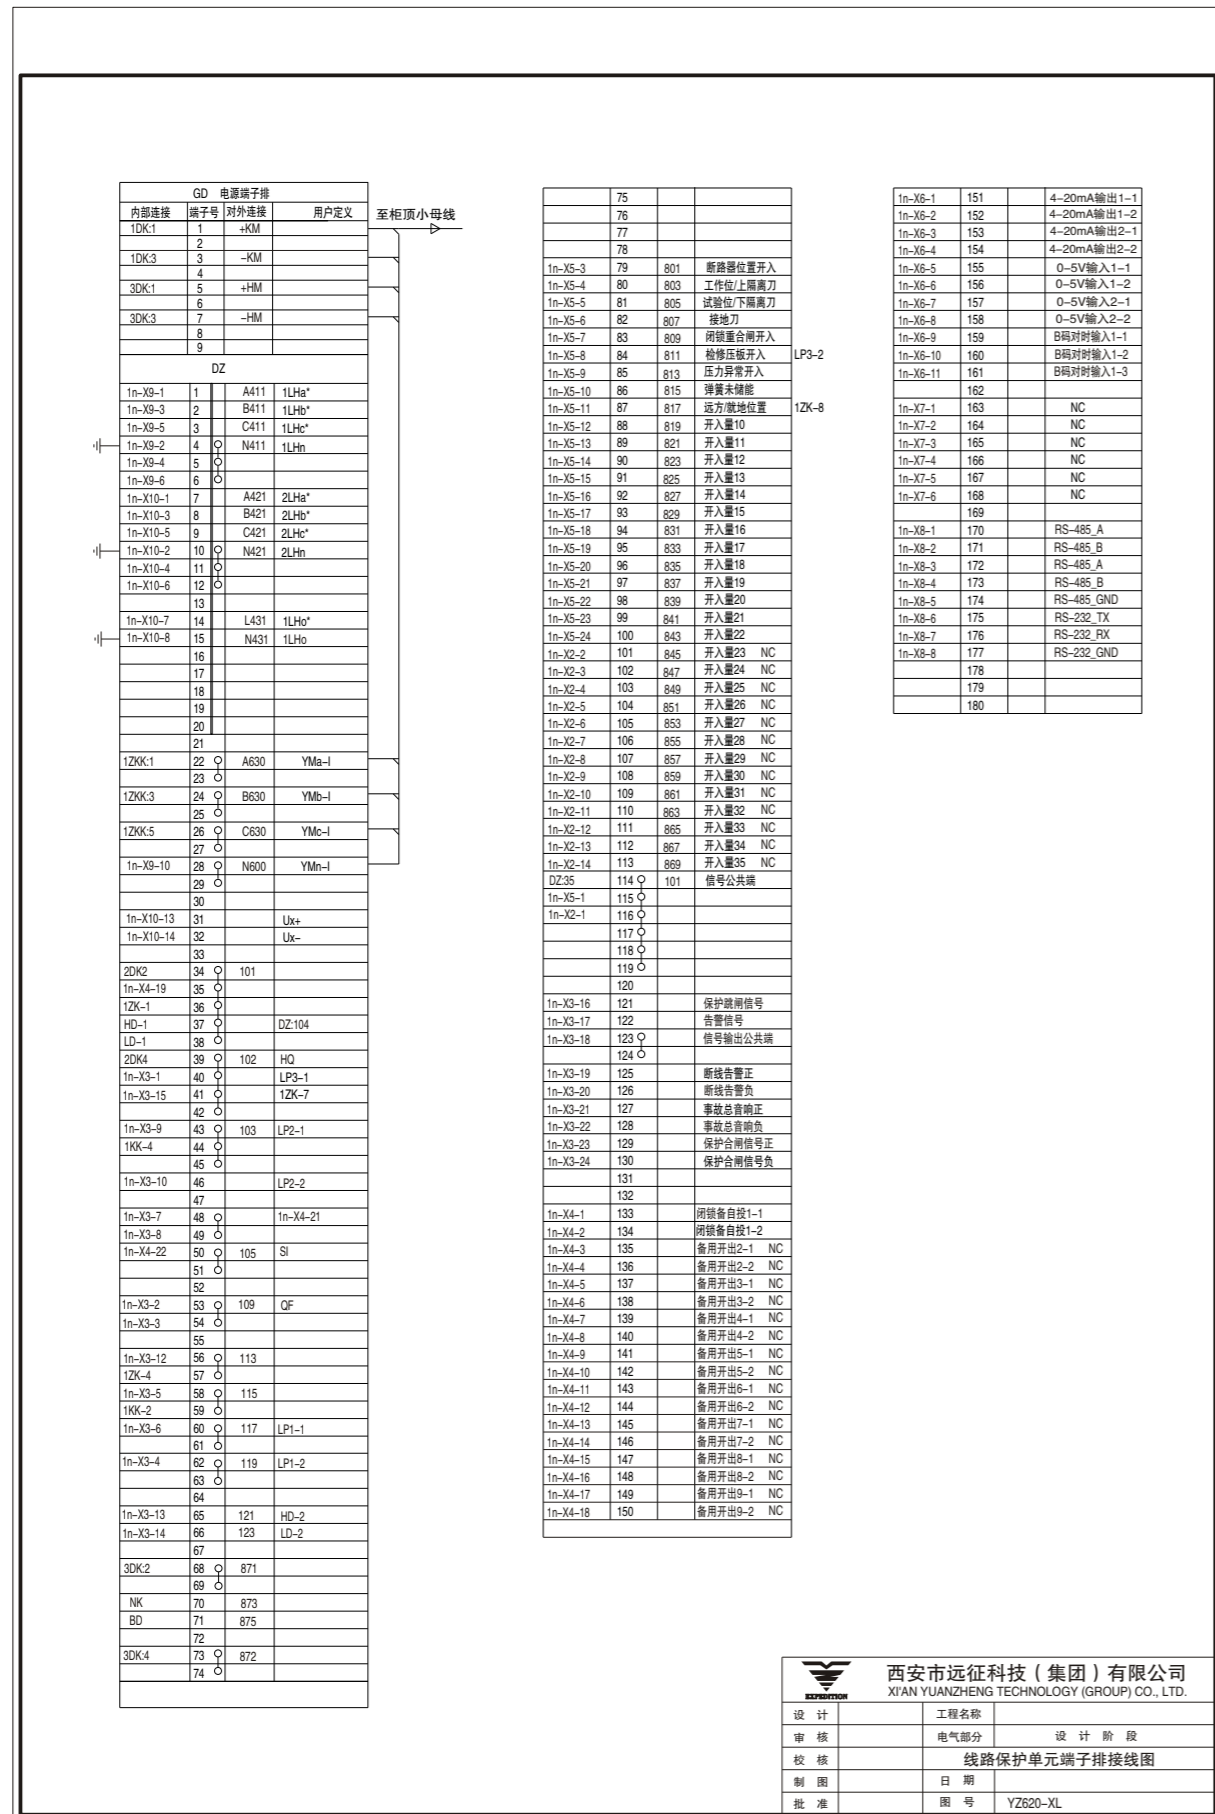 GD 电源端子排
内部连接 端子号 对外连接 用户定义
至柜顶小母线
1DK:1 1 +KM
2
1DK:3 3 –KM
4
3DK:1 5 +HM
6
3DK:3 7 –HM
8
9
DZ
1n–X9–1 1 A411 1LHa*
1n–X9–3 2 B411 1LHb*
1n–X9–5 3 C411 1LHc*
1n–X9–2 4 N411 1LHn
1n–X9–4 5
1n–X9–6 6
1n–X10–1 7 A421 2LHa*
1n–X10–3 8 B421 2LHb*
1n–X10–5 9 C421 2LHc*
1n–X10–2 10 N421 2LHn
1n–X10–4 11
1n–X10–6 12
13
1n–X10–7 14 L431 1LHo*
1n–X10–8 15 N431 1LHo
16
17
18
19
20
21
1ZKK:1 22 A630 YMa–I
23
1ZKK:3 24 B630 YMb–I
25
1ZKK:5 26 C630 YMc–I
27
1n–X9–10 28 N600 YMn–I
29
30
1n–X10–13 31 Ux+
1n–X10–14 32 Ux–
33
2DK2 34 101
1n–X4–19 35
1ZK–1 36
HD–1 37 DZ:104
LD–1 38
2DK4 39 102 HQ
1n–X3–1 40 LP3–1
1n–X3–15 41 1ZK–7
42
1n–X3–9 43 103 LP2–1
1KK–4 44
45
1n–X3–10 46 LP2–2
47
1n–X3–7 48 1n–X4–21
1n–X3–8 49
1n–X4–22 50 105 SI
51
52
1n–X3–2 53 109 QF
1n–X3–3 54
55
1n–X3–12 56 113
1ZK–4 57
1n–X3–5 58 115
1KK–2 59
1n–X3–6 60 117 LP1–1
61
1n–X3–4 62 119 LP1–2
63
64
1n–X3–13 65 121 HD–2
1n–X3–14 66 123 LD–2
67
3DK:2 68 871
69
NK 70 873
BD 71 875
72
3DK:4 73 872
74
75
76
77
78
1n–X5–3 79 801 断路器位置开入
1n–X5–4 80 803 工作位/上隔离刀
1n–X5–5 81 805 试验位/下隔离刀
1n–X5–6 82 807 接地刀
1n–X5–7 83 809 闭锁重合闸开入
1n–X5–8 84 811 检修压板开入 LP3–2
1n–X5–9 85 813 压力异常开入
1n–X5–10 86 815 弹簧未储能
1n–X5–11 87 817 远方/就地位置 1ZK–8
1n–X5–12 88 819 开入量10
1n–X5–13 89 821 开入量11
1n–X5–14 90 823 开入量12
1n–X5–15 91 825 开入量13
1n–X5–16 92 827 开入量14
1n–X5–17 93 829 开入量15
1n–X5–18 94 831 开入量16
1n–X5–19 95 833 开入量17
1n–X5–20 96 835 开入量18
1n–X5–21 97 837 开入量19
1n–X5–22 98 839 开入量20
1n–X5–23 99 841 开入量21
1n–X5–24 100 843 开入量22
1n–X2–2 101 845 开入量23 NC
1n–X2–3 102 847 开入量24 NC
1n–X2–4 103 849 开入量25 NC
1n–X2–5 104 851 开入量26 NC
1n–X2–6 105 853 开入量27 NC
1n–X2–7 106 855 开入量28 NC
1n–X2–8 107 857 开入量29 NC
1n–X2–9 108 859 开入量30 NC
1n–X2–10 109 861 开入量31 NC
1n–X2–11 110 863 开入量32 NC
1n–X2–12 111 865 开入量33 NC
1n–X2–13 112 867 开入量34 NC
1n–X2–14 113 869 开入量35 NC
DZ:35 114 101 信号公共端
1n–X5–1 115
1n–X2–1 116
117
118
119
120
1n–X3–16 121 保护跳闸信号
1n–X3–17 122 告警信号
1n–X3–18 123 信号输出公共端
124
1n–X3–19 125 断线告警正
1n–X3–20 126 断线告警负
1n–X3–21 127 事故总音响正
1n–X3–22 128 事故总音响负
1n–X3–23 129 保护合闸信号正
1n–X3–24 130 保护合闸信号负
131
132
1n–X4–1 133 闭锁备自投1–1
1n–X4–2 134 闭锁备自投1–2
1n–X4–3 135 备用开出2–1 NC
1n–X4–4 136 备用开出2–2 NC
1n–X4–5 137 备用开出3–1 NC
1n–X4–6 138 备用开出3–2 NC
1n–X4–7 139 备用开出4–1 NC
1n–X4–8 140 备用开出4–2 NC
1n–X4–9 141 备用开出5–1 NC
1n–X4–10 142 备用开出5–2 NC
1n–X4–11 143 备用开出6–1 NC
1n–X4–12 144 备用开出6–2 NC
1n–X4–13 145 备用开出7–1 NC
1n–X4–14 146 备用开出7–2 NC
1n–X4–15 147 备用开出8–1 NC
1n–X4–16 148 备用开出8–2 NC
1n–X4–17 149 备用开出9–1 NC
1n–X4–18 150 备用开出9–2 NC
1n–X6–1 151 4–20mA输出1–1
1n–X6–2 152 4–20mA输出1–2
1n–X6–3 153 4–20mA输出2–1
1n–X6–4 154 4–20mA输出2–2
1n–X6–5 155 0–5V输入1–1
1n–X6–6 156 0–5V输入1–2
1n–X6–7 157 0–5V输入2–1
1n–X6–8 158 0–5V输入2–2
1n–X6–9 159 B码对时输入1–1
1n–X6–10 160 B码对时输入1–2
1n–X6–11 161 B码对时输入1–3
162
1n–X7–1 163 NC
1n–X7–2 164 NC
1n–X7–3 165 NC
1n–X7–4 166 NC
1n–X7–5 167 NC
1n–X7–6 168 NC
169
1n–X8–1 170 RS–485_A
1n–X8–2 171 RS–485_B
1n–X8–3 172 RS–485_A
1n–X8–4 173 RS–485_B
1n–X8–5 174 RS–485_GND
1n–X8–6 175 RS–232_TX
1n–X8–7 176 RS–232_RX
1n–X8–8 177 RS–232_GND
178
179
180
EXPEDITION
西安市远征科技（集团）有限公司
XI'AN YUANZHENG TECHNOLOGY (GROUP) CO., LTD.
设 计 工程名称
审 核 电气部分 设 计 阶 段
校 核 线路保护单元端子排接线图
制 图 日 期
批 准 图 号 YZ620–XL